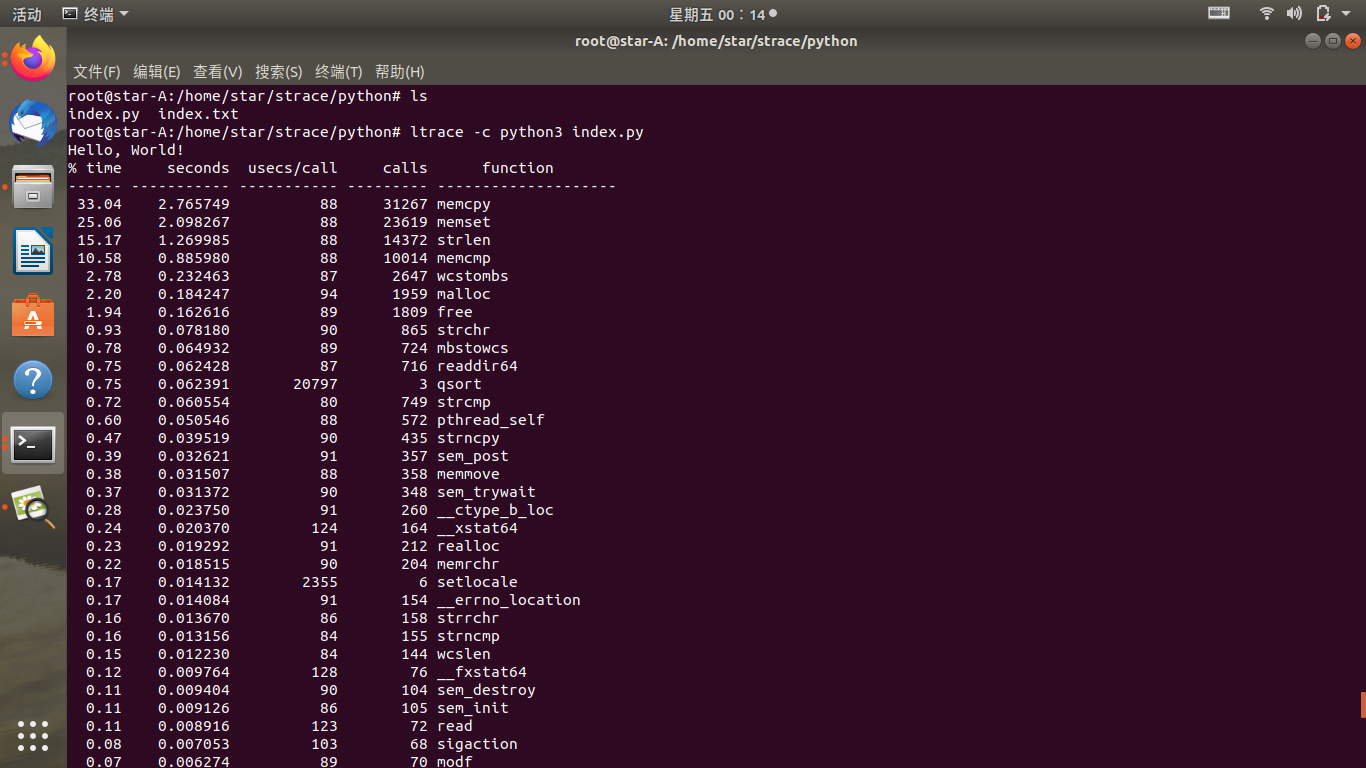 活动 终端 星期五 00：14
root@star-A: /home/star/strace/python
文件(F) 编辑(E) 查看(V) 搜索(S) 终端(T) 帮助(H)
root@star-A:/home/star/strace/python# ls
index.py index.txt
root@star-A:/home/star/strace/python# ltrace -c python3 index.py
Hello, World!
% time seconds usecs/call calls function
------ ----------- ----------- --------- --------------------
33.04 2.765749 88 31267 memcpy
25.06 2.098267 88 23619 memset
15.17 1.269985 88 14372 strlen
10.58 0.885980 88 10014 memcmp
2.78 0.232463 87 2647 wcstombs
2.20 0.184247 94 1959 malloc
1.94 0.162616 89 1809 free
0.93 0.078180 90 865 strchr
0.78 0.064932 89 724 mbstowcs
0.75 0.062428 87 716 readdir64
0.75 0.062391 20797 3 qsort
0.72 0.060554 80 749 strcmp
0.60 0.050546 88 572 pthread_self
0.47 0.039519 90 435 strncpy
0.39 0.032621 91 357 sem_post
0.38 0.031507 88 358 memmove
0.37 0.031372 90 348 sem_trywait
0.28 0.023750 91 260 __ctype_b_loc
0.24 0.020370 124 164 __xstat64
0.23 0.019292 91 212 realloc
0.22 0.018515 90 204 memrchr
0.17 0.014132 2355 6 setlocale
0.17 0.014084 91 154 __errno_location
0.16 0.013670 86 158 strrchr
0.16 0.013156 84 155 strncmp
0.15 0.012230 84 144 wcslen
0.12 0.009764 128 76 __fxstat64
0.11 0.009404 90 104 sem_destroy
0.11 0.009126 86 105 sem_init
0.11 0.008916 123 72 read
0.08 0.007053 103 68 sigaction
0.07 0.006274 89 70 modf